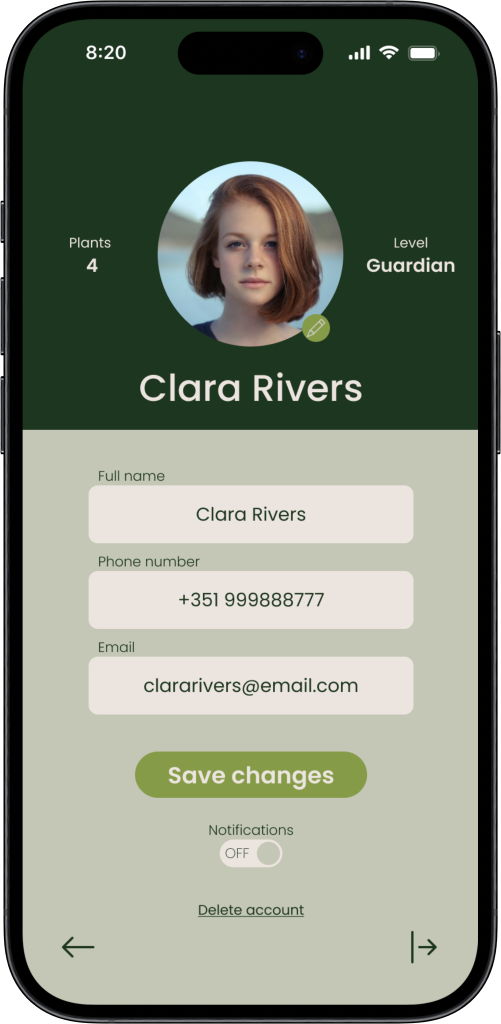 8:20
Plants
4
Level
Guardian
Clara Rivers
Full name
Clara Rivers
Phone number
+351 999888777
Email
clararivers@email.com
Save changes
Notifications
OFF
Delete account